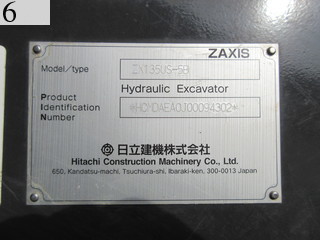 6
ZAXIS
Model/type ZX135US-5B
Hydraulic Excavator
Product
Identification *HCMDAEA0J00094302*
Number
日立建機株式会社
Hitachi Construction Machinery Co., Ltd.
650, Kandatsu-machi, Tsuchiura-shi, Ibaraki-ken, 300-0013 Japan